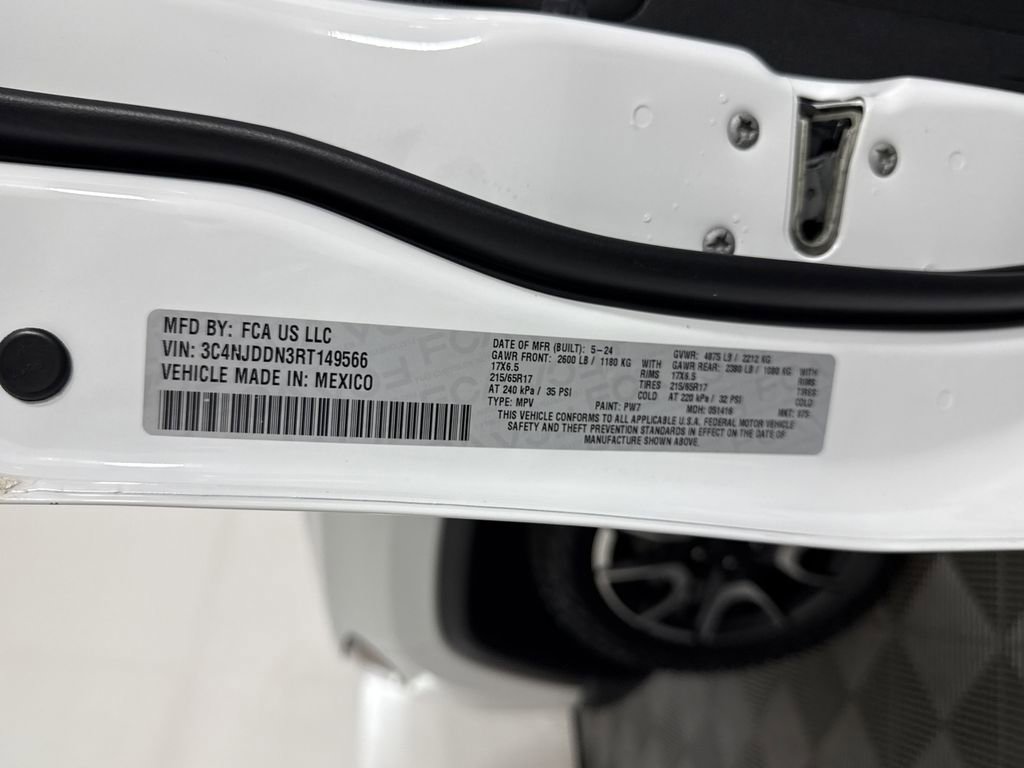 MFD BY: FCA US LLC
VIN: 3C4NJDDN3RT149566
VEHICLE MADE IN: MEXICO
DATE OF MFR (BUILT): 5-24 GVWR: 4875 LB / 2212 KG
GAWR FRONT: 2600 LB / 1180 KG WITH GAWR REAR: 2380 LB / 1080 KG WITH
17X6.5 RIMS 17X6.5 RIMS
215/65R17 TIRES 215/65R17 TIRES
AT 240 kPa / 35 PSI COLD AT 220 kPa / 32 PSI COLD
TYPE: MPV PAINT: PW7 MDH: 051416 MKT:
THIS VEHICLE CONFORMS TO ALL APPLICABLE U.S.A. FEDERAL MOTOR VEHICLE
SAFETY AND THEFT PREVENTION STANDARDS IN EFFECT ON THE DATE OF
MANUFACTURE SHOWN ABOVE.